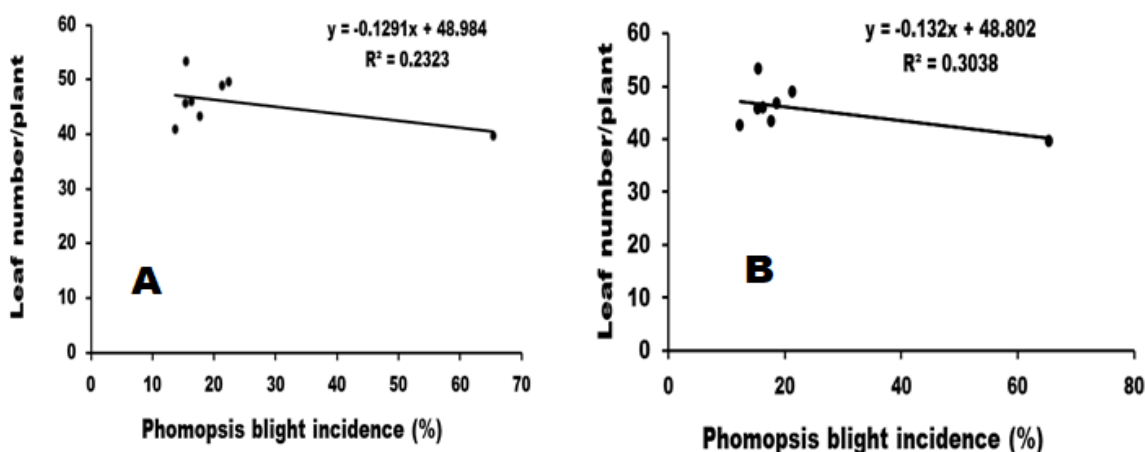 y = -0.1291x + 48.984
R² = 0.2323
Leaf number/plant
60
50
40
30
20
10
0
A
0 10 20 30 40 50 60 70
Phomopsis blight incidence (%)
y = -0.132x + 48.802
R² = 0.3038
Leaf number/plant
60
50
40
30
20
10
0
B
0 20 40 60 80
Phomopsis blight incidence (%)